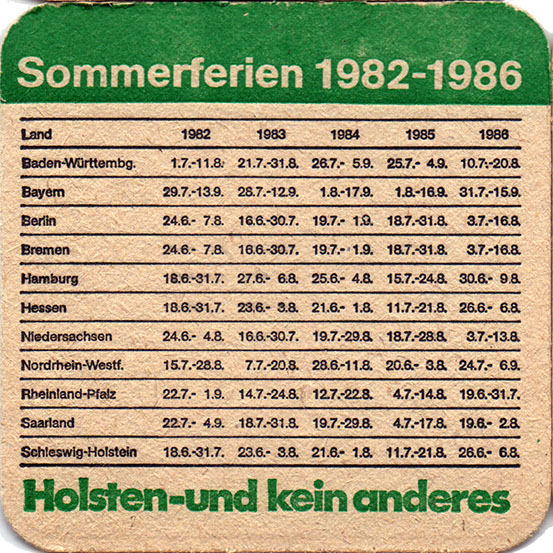 Sommerferien 1982-1986
Land 1982 1983 1984 1985 1986
Baden-Württembg. 1.7.-11.8. 21.7.-31.8. 26.7.- 5.9. 25.7.- 4.9. 10.7.-20.8.
Bayern 29.7.-13.9. 28.7.-12.9. 1.8.-17.9. 1.8.-16.9. 31.7.-15.9.
Berlin 24.6.- 7.8. 16.6.-30.7. 19.7.- 1.9. 18.7.-31.8. 3.7.-16.8.
Bremen 24.6.- 7.8. 16.6.-30.7. 19.7.- 1.9. 18.7.-31.8. 3.7.-16.8.
Hamburg 18.6.-31.7. 27.6.- 6.8. 25.6.- 4.8. 15.7.-24.8. 30.6.- 9.8.
Hessen 18.6.-31.7. 23.6.- 3.8. 21.6.- 1.8. 11.7.-21.8. 26.6.- 6.8.
Niedersachsen 24.6.- 4.8. 16.6.-30.7. 19.7.-29.8. 18.7.-28.8. 3.7.-13.8.
Nordrhein-Westf. 15.7.-28.8. 7.7.-20.8. 28.6.-11.8. 20.6.- 3.8. 24.7.- 6.9.
Rheinland-Pfalz 22.7.- 1.9. 14.7.-24.8. 12.7.-22.8. 4.7.-14.8. 19.6.-31.7.
Saarland 22.7.- 4.9. 18.7.-31.8. 19.7.-29.8. 4.7.-17.8. 19.6.- 2.8.
Schleswig-Holstein 18.6.-31.7. 23.6.- 3.8. 21.6.- 1.8. 11.7.-21.8. 26.6.- 6.8.
Holsten-und kein anderes